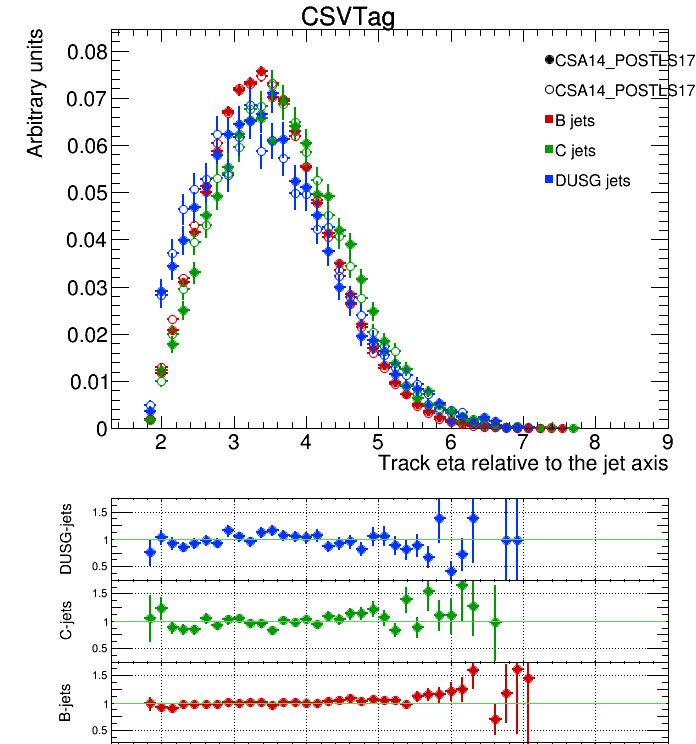 CSVTag
Arbitrary units
0.08
0.07
0.06
0.05
0.04
0.03
0.02
0.01
0
CSA14_POSTLS17
CSA14_POSTLS17
B jets
C jets
DUSG jets
2 3 4 5 6 7 8 9
Track eta relative to the jet axis
DUSG-jets
1.5
1
0.5
C-jets
1.5
1
0.5
B-jets
1.5
1
0.5